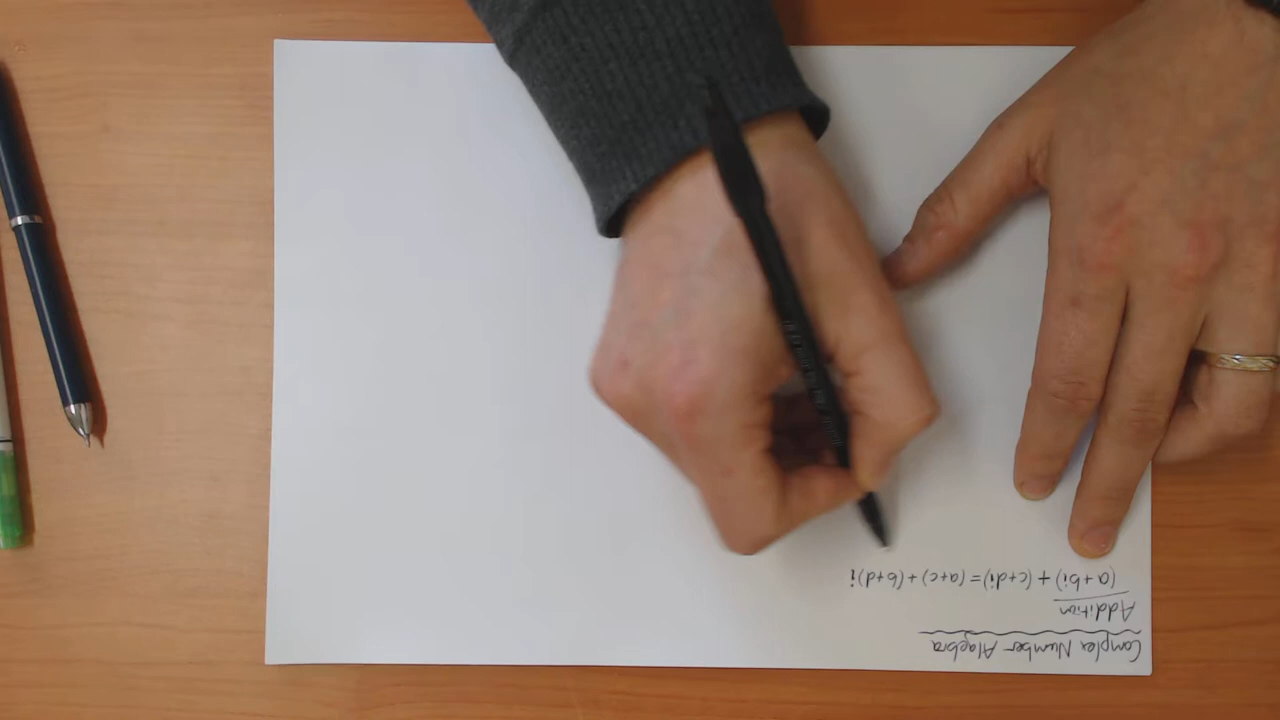 Complex Number Algebra
Addition
(a+bi) + (c+di) = (a+c) + (b+d)i